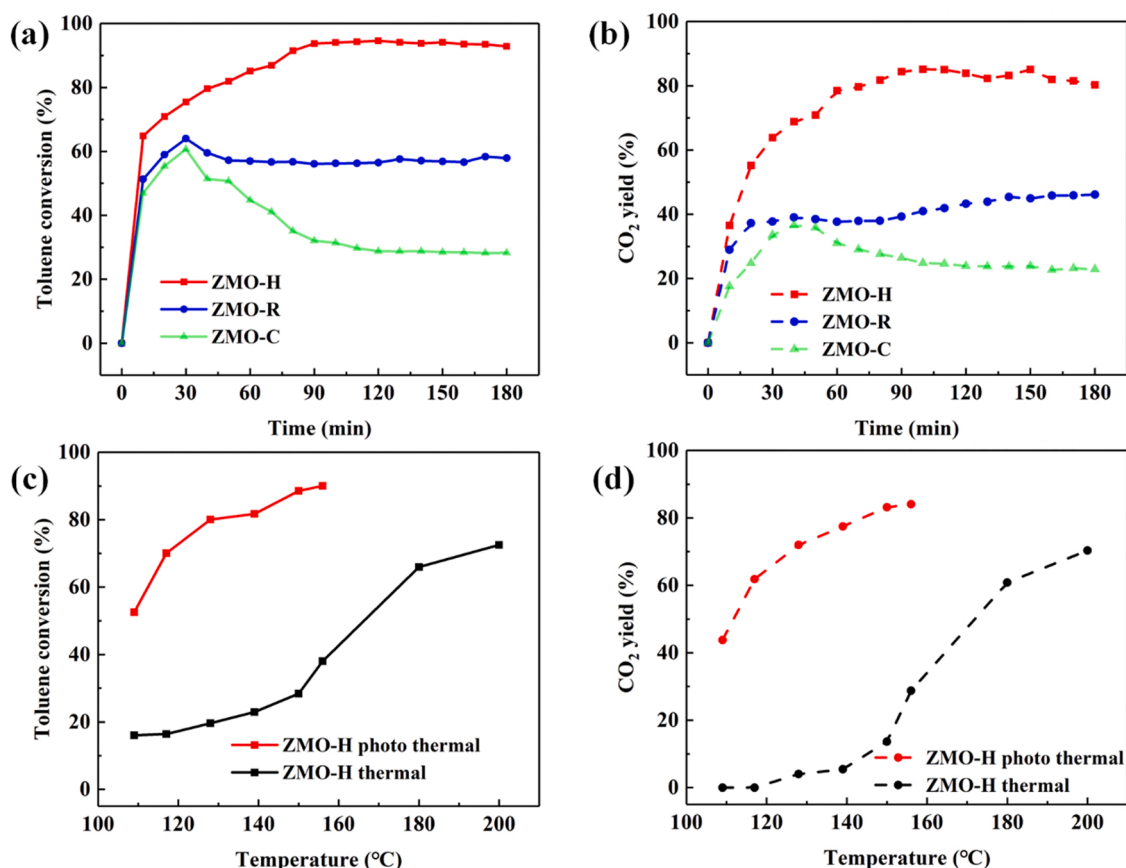 (a)
Toluene conversion (%)
100
80
60
40
20
0
ZMO-H
ZMO-R
ZMO-C
0 30 60 90 120 150 180
Time (min)
(b)
CO₂ yield (%)
100
80
60
40
20
0
ZMO-H
ZMO-R
ZMO-C
0 30 60 90 120 150 180
Time (min)
(c)
Toluene conversion (%)
100
80
60
40
20
0
ZMO-H photo thermal
ZMO-H thermal
100 120 140 160 180 200
Temperature (°C)
(d)
CO₂ yield (%)
100
80
60
40
20
0
ZMO-H photo thermal
ZMO-H thermal
100 120 140 160 180 200
Temperature (°C)